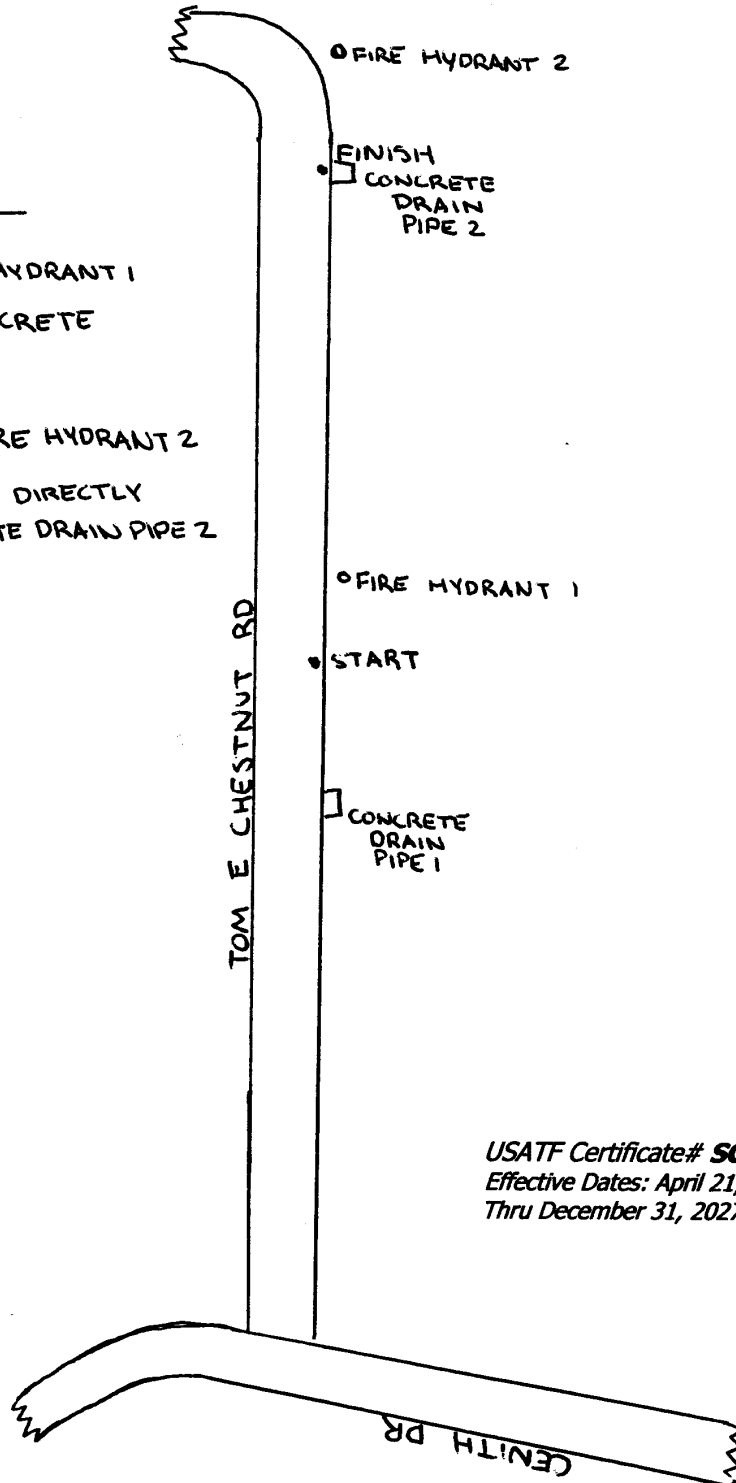 FIRE HYDRANT 2
FINISH
CONCRETE
DRAIN
PIPE 2
HYDRANT 1
CRETE
RE HYDRANT 2
DIRECTLY
TE DRAIN PIPE 2
FIRE HYDRANT 1
START
TOM E CHESTNUT RD
CONCRETE
DRAIN
PIPE 1
USATF Certificate#
Effective Dates: April 21,
Thru December 31, 2027
CENITH DR